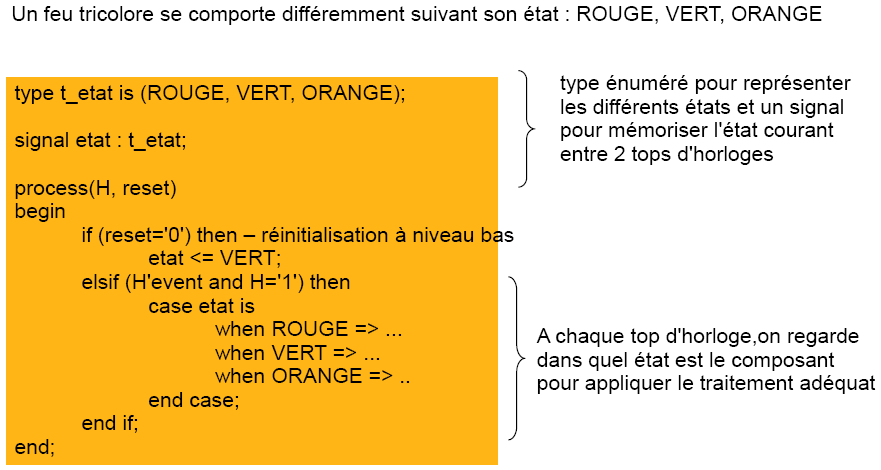 Un feu tricolore se comporte différemment suivant son état : ROUGE, VERT, ORANGE
type t_etat is (ROUGE, VERT, ORANGE);
signal etat : t_etat;
process(H, reset)
begin
if (reset='0') then – réinitialisation à niveau bas
etat <= VERT;
elsif (H'event and H='1') then
case etat is
when ROUGE => ...
when VERT => ...
when ORANGE => ..
end case;
end if;
end;
type énuméré pour représenter
les différents états et un signal
pour mémoriser l'état courant
entre 2 tops d'horloges
A chaque top d'horloge,on regarde
dans quel état est le composant
pour appliquer le traitement adéquat